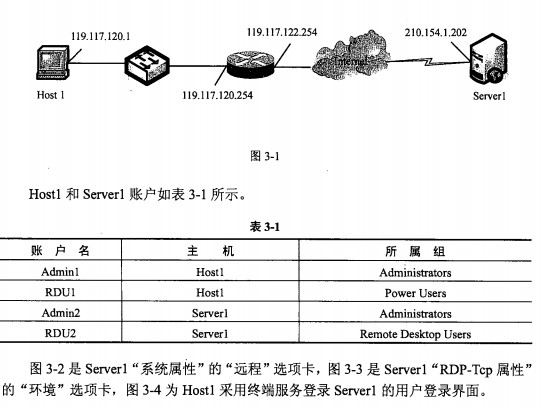 119.117.120.1
119.117.122.254
210.154.1.202
Internet
Host 1
119.117.120.254
Server1
图 3-1
Host1 和 Server1 账户如表 3-1 所示。
表 3-1
账 户 名 主 机 所 属 组
Admin1 Host1 Administrators
RDU1 Host1 Power Users
Admin2 Server1 Administrators
RDU2 Server1 Remote Desktop Users
图 3-2 是 Server1“系统属性”的“远程”选项卡，图 3-3 是 Server1“RDP-Tcp 属性”
的“环境”选项卡，图 3-4 为 Host1 采用终端服务登录 Server1 的用户登录界面。